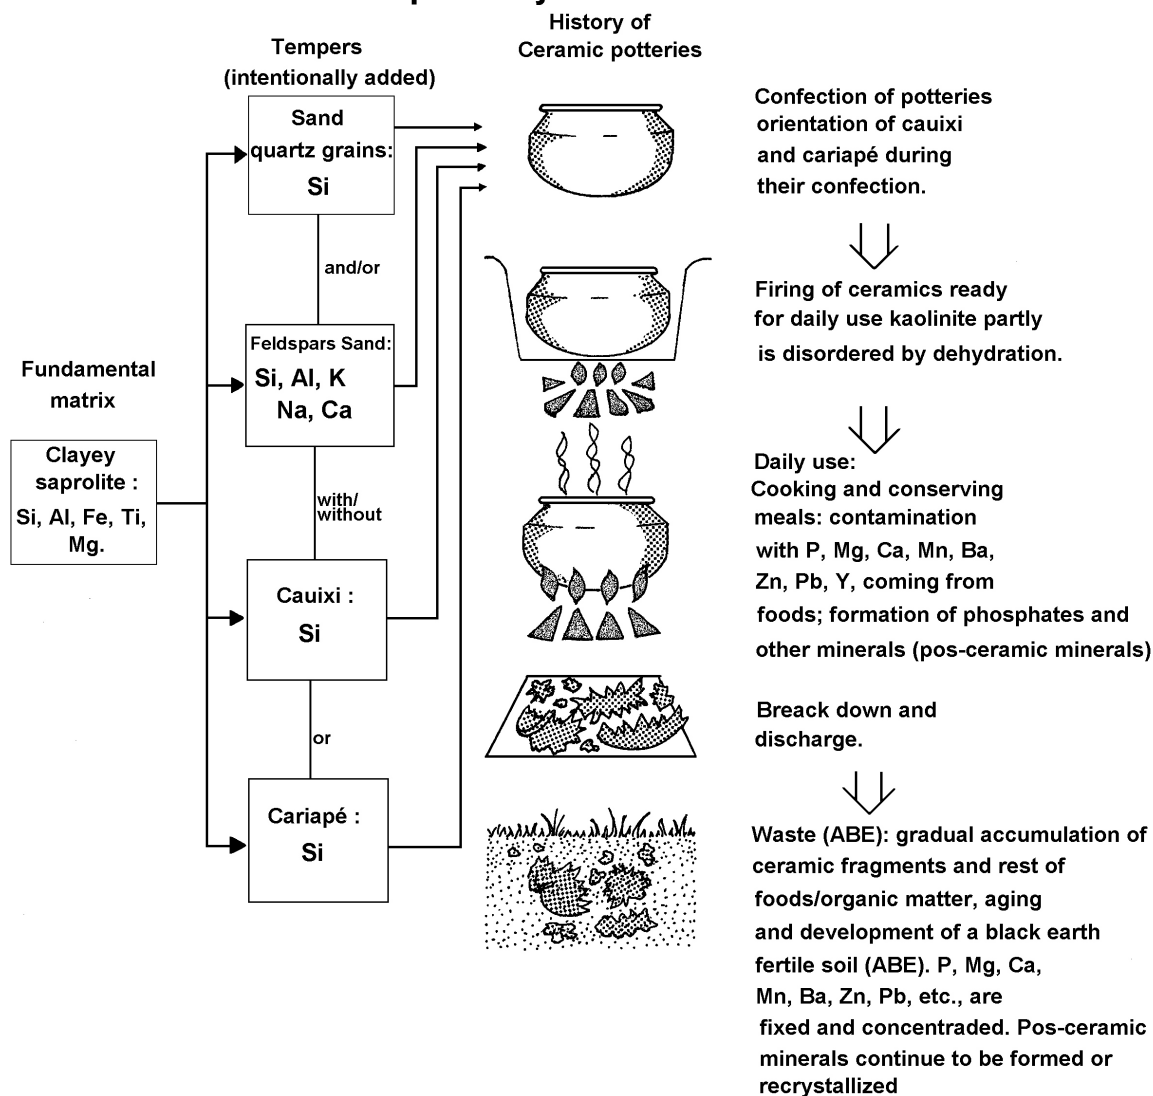 History of
Ceramic potteries
Tempers
(intentionally added)
Sand
quartz grains:
Si
and/or
Feldspars Sand:
Si, Al, K
Na, Ca
with/
without
Cauixi :
Si
or
Cariapé :
Si
Fundamental
matrix
Clayey
saprolite :
Si, Al, Fe, Ti,
Mg.
Confection of potteries
orientation of cauixi
and cariapé during
their confection.
Firing of ceramics ready
for daily use kaolinite partly
is disordered by dehydration.
Daily use:
Cooking and conserving
meals: contamination
with P, Mg, Ca, Mn, Ba,
Zn, Pb, Y, coming from
foods; formation of phosphates and
other minerals (pos-ceramic minerals)
Breack down and
discharge.
Waste (ABE): gradual accumulation of
ceramic fragments and rest of
foods/organic matter, aging
and development of a black earth
fertile soil (ABE). P, Mg, Ca,
Mn, Ba, Zn, Pb, etc., are
fixed and concentraded. Pos-ceramic
minerals continue to be formed or
recrystallized